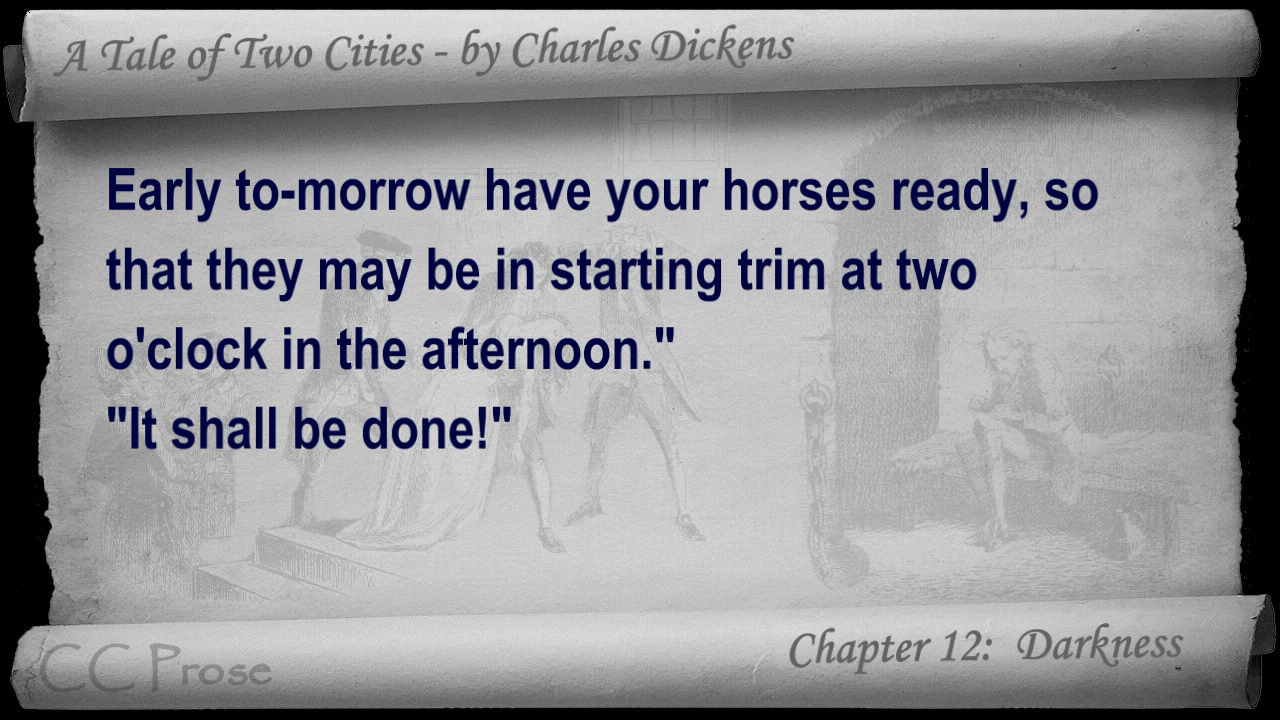 A Tale of Two Cities - by Charles Dickens
Early to-morrow have your horses ready, so
that they may be in starting trim at two
o'clock in the afternoon."
"It shall be done!"
CC Prose
Chapter 12: Darkness